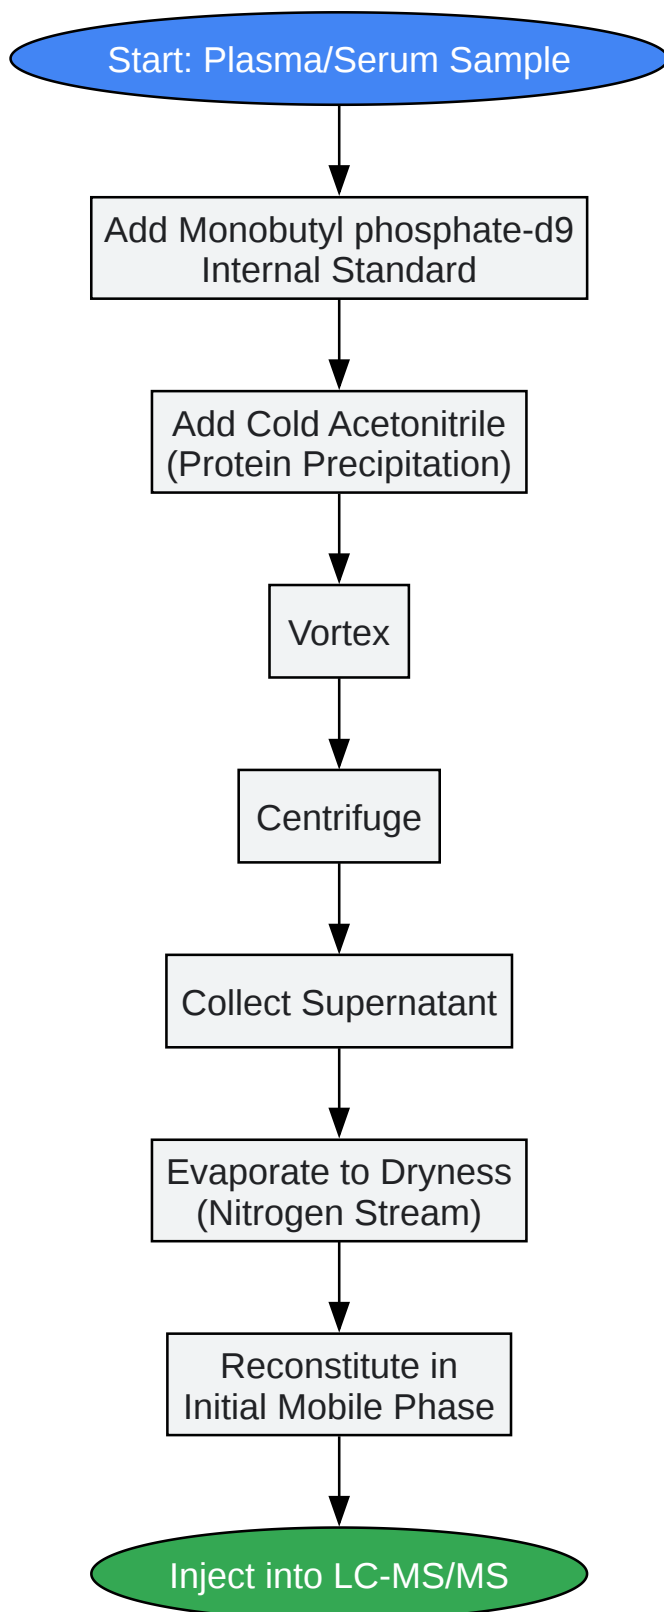 Start: Plasma/Serum Sample
Add Monobutyl phosphate-d9
Internal Standard
Add Cold Acetonitrile
(Protein Precipitation)
Vortex
Centrifuge
Collect Supernatant
Evaporate to Dryness
(Nitrogen Stream)
Reconstitute in
Initial Mobile Phase
Inject into LC-MS/MS